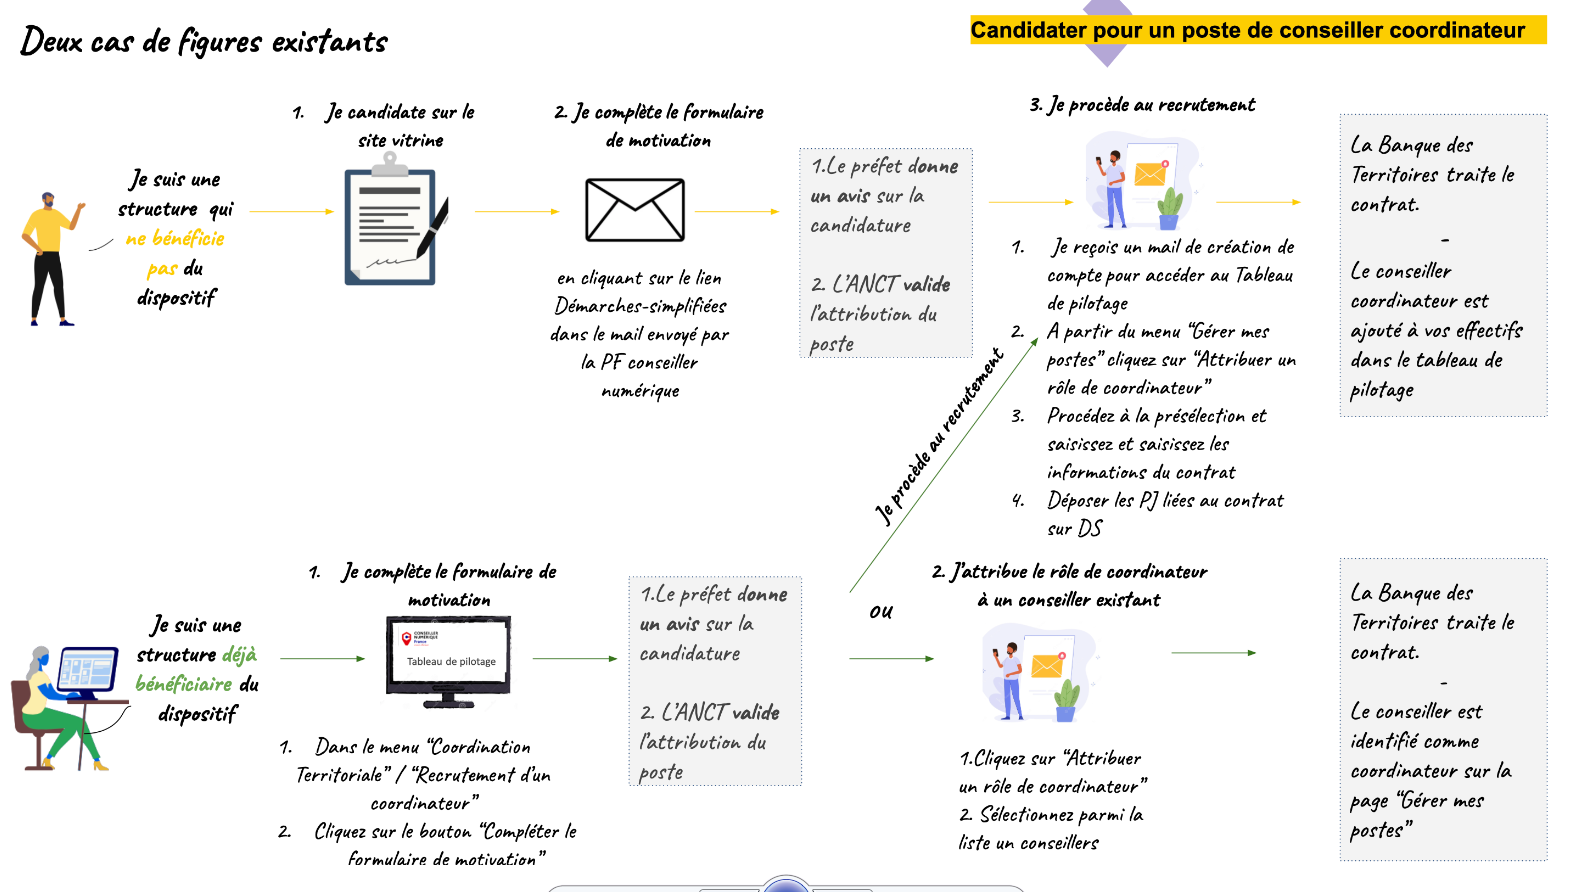 Deux cas de figures existants
Candidater pour un poste de conseiller coordinateur
Je suis une
structure qui
ne bénéficie
pas du
dispositif
1. Je candidate sur le
site vitrine
2. Je complète le formulaire
de motivation
en cliquant sur le lien
Démarches-simplifiées
dans le mail envoyé par
la PF conseiller
numérique
1.Le préfet donne
un avis sur la
candidature
2. L'ANCT valide
l'attribution du
poste
3. Je procède au recrutement
1. Je reçois un mail de création de
compte pour accéder au Tableau
de pilotage
2. A partir du menu “Gérer mes
postes” cliquez sur “Attribuer un
rôle de coordinateur”
3. Procédez à la présélection et
saisissez et saisissez les
informations du contrat
4. Déposer les PJ liées au contrat
sur DS
La Banque des
Territoires traite le
contrat.
-
Le conseiller
coordinateur est
ajouté à vos effectifs
dans le tableau de
pilotage
Je suis une
structure déjà
bénéficiaire du
dispositif
1. Je complète le formulaire de
motivation
CONSEILLER
NUMÉRIQUE
France
Tableau de pilotage
1. Dans le menu “Coordination
Territoriale” / “Recrutement d'un
coordinateur”
2. Cliquez sur le bouton “Compléter le
formulaire de motivation”
1.Le préfet donne
un avis sur la
candidature
2. L'ANCT valide
l'attribution du
poste
Je procède au recrutement
ou
2. J'attribue le rôle de coordinateur
à un conseiller existant
1.Cliquez sur “Attribuer
un rôle de coordinateur”
2. Sélectionnez parmi la
liste un conseillers
La Banque des
Territoires traite le
contrat.
-
Le conseiller est
identifié comme
coordinateur sur la
page “Gérer mes
postes”